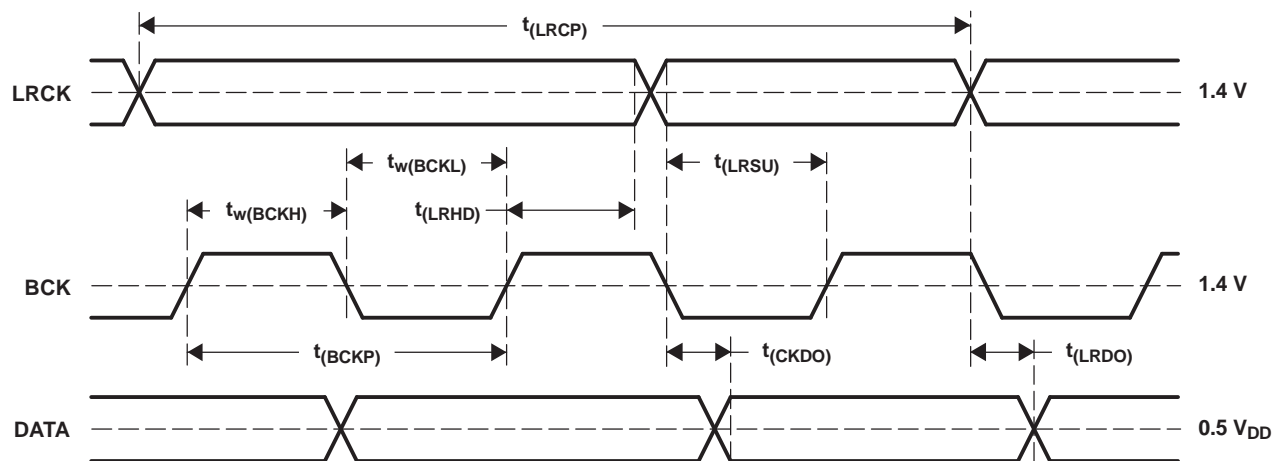 t(LRCP)
LRCK
1.4 V
tw(BCKL)
t(LRSU)
tw(BCKH)
t(LRHD)
BCK
1.4 V
t(BCKP)
t(CKDO)
t(LRDO)
DATA
0.5 VDD